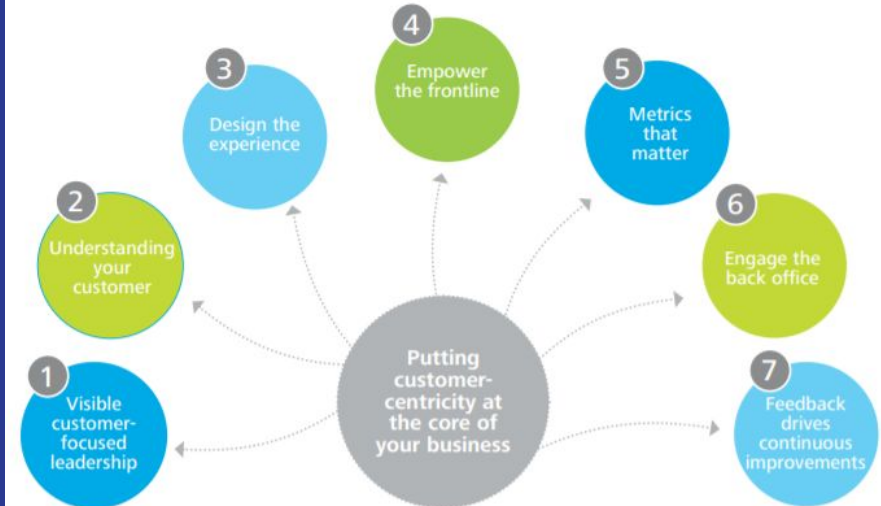 1
Visible
customer-
focused
leadership
2
Understanding
your
customer
3
Design the
experience
4
Empower
the frontline
5
Metrics
that
matter
6
Engage the
back office
7
Feedback
drives
continuous
improvements
Putting
customer-
centricity at
the core of
your business